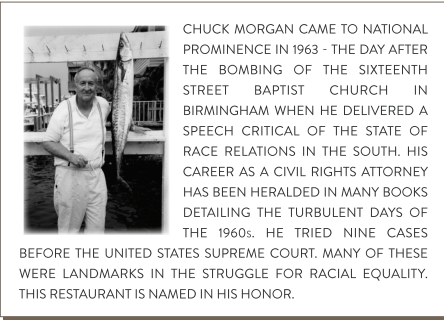 CHUCK MORGAN CAME TO NATIONAL
PROMINENCE IN 1963 - THE DAY AFTER
THE BOMBING OF THE SIXTEENTH
STREET BAPTIST CHURCH IN
BIRMINGHAM WHEN HE DELIVERED A
SPEECH CRITICAL OF THE STATE OF
RACE RELATIONS IN THE SOUTH. HIS
CAREER AS A CIVIL RIGHTS ATTORNEY
HAS BEEN HERALDED IN MANY BOOKS
DETAILING THE TURBULENT DAYS OF
THE 1960s. HE TRIED NINE CASES
BEFORE THE UNITED STATES SUPREME COURT. MANY OF THESE
WERE LANDMARKS IN THE STRUGGLE FOR RACIAL EQUALITY.
THIS RESTAURANT IS NAMED IN HIS HONOR.